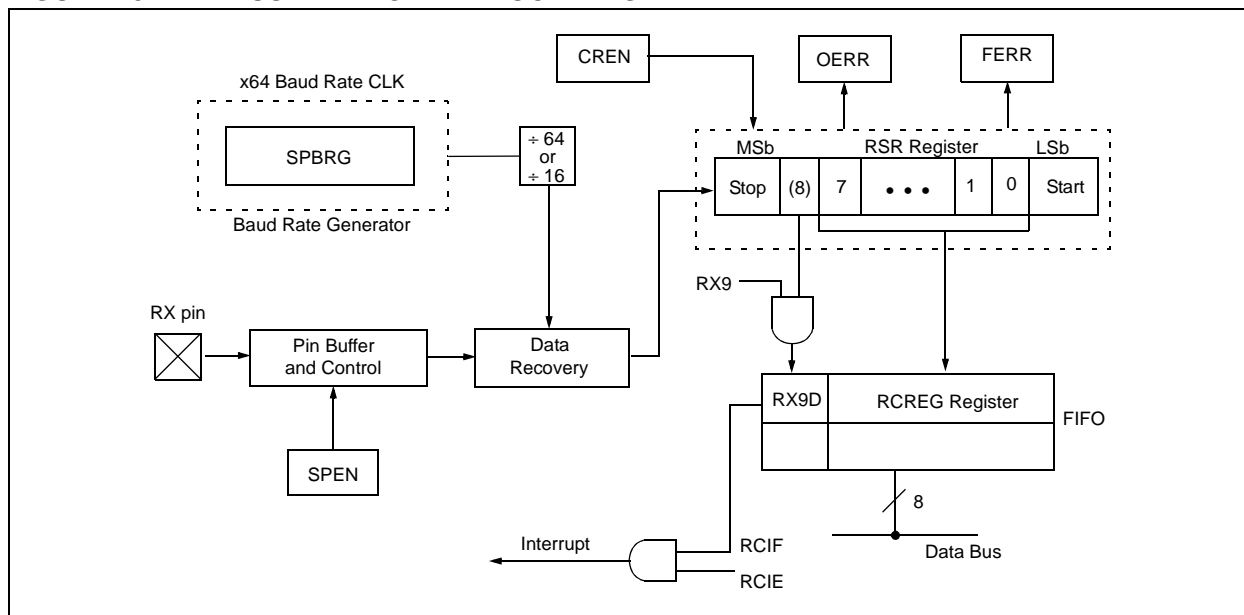 CREN
OERR
FERR
x64 Baud Rate CLK
SPBRG
Baud Rate Generator
÷ 64
or
÷ 16
MSb
RSR Register
LSb
Stop
(8)
7
• • •
1
0
Start
RX9
RX pin
Pin Buffer
and Control
Data
Recovery
SPEN
RX9D
RCREG Register
FIFO
8
Data Bus
Interrupt
RCIF
RCIE